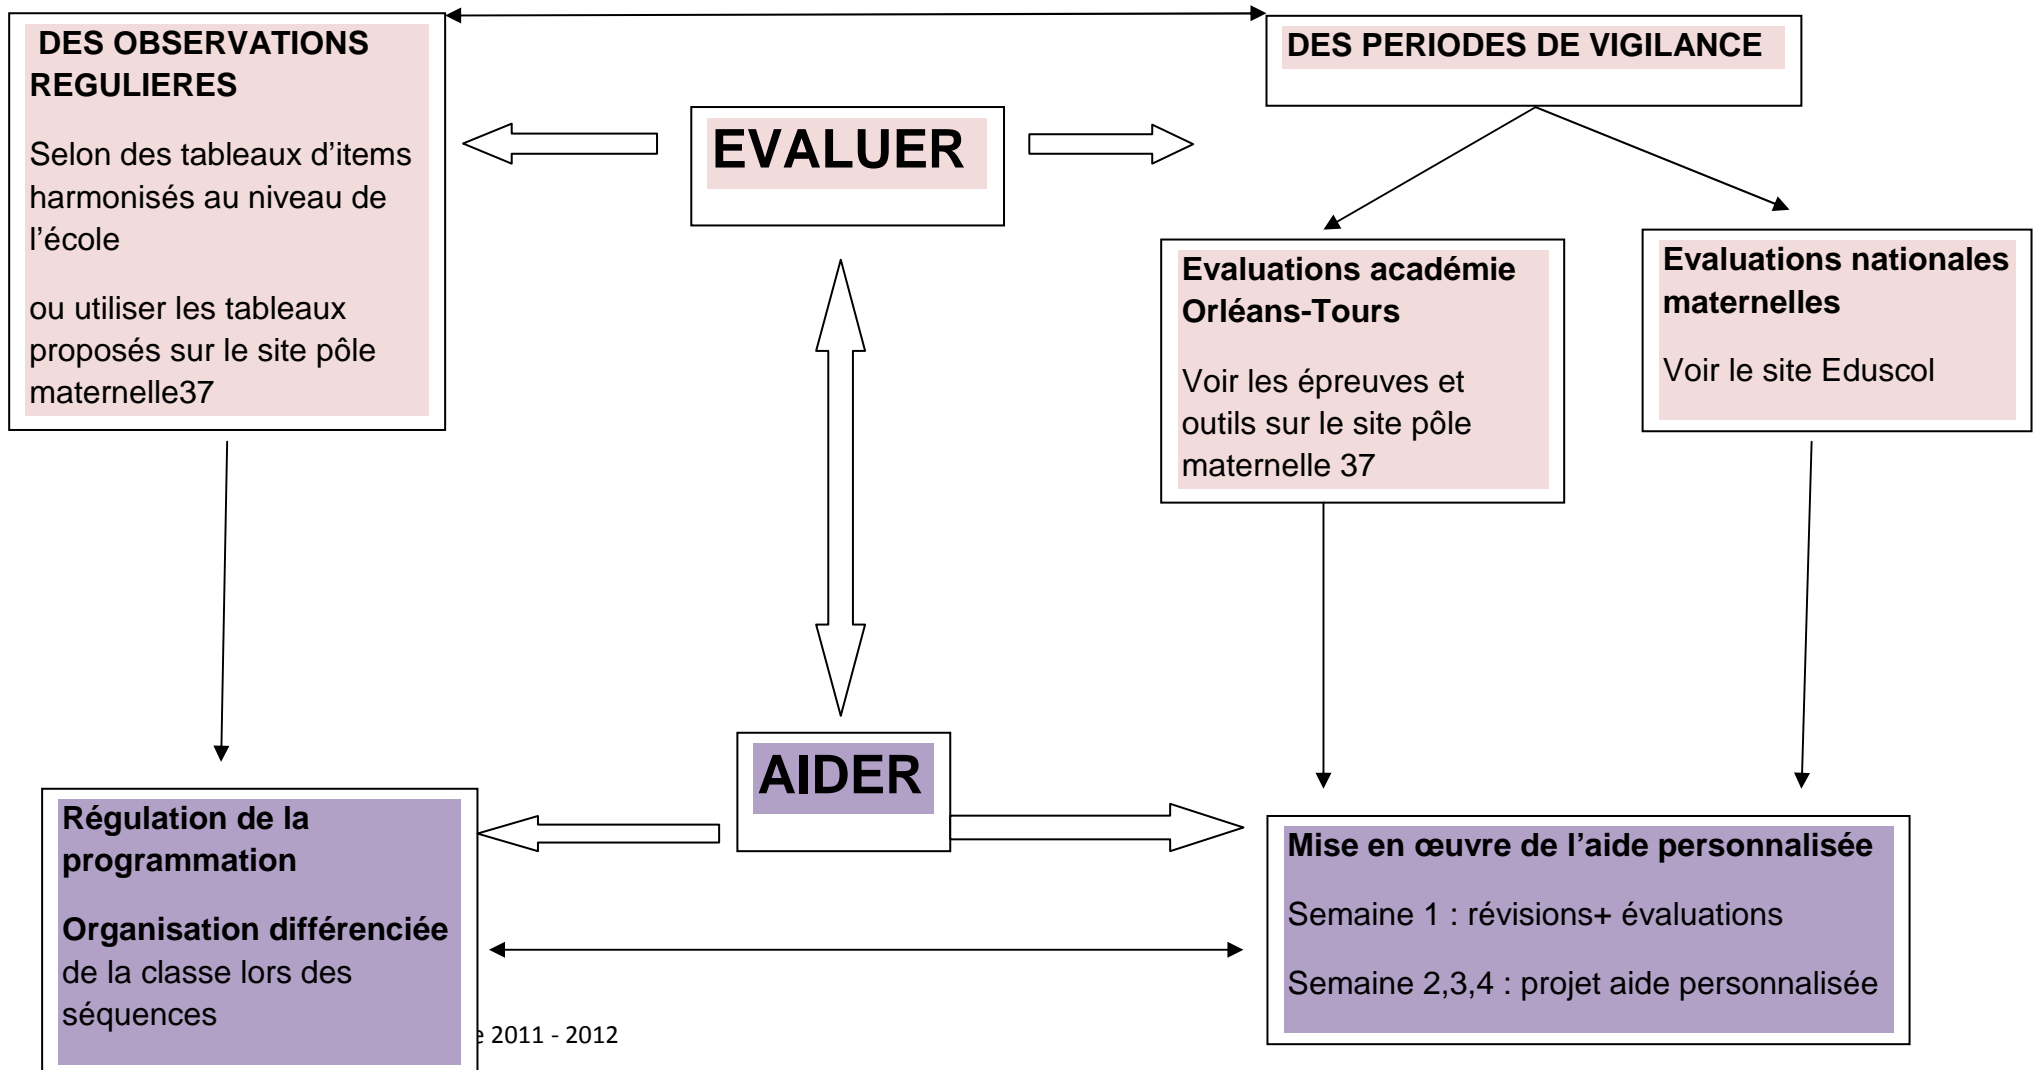 DES OBSERVATIONS
REGULIERES
Selon des tableaux d’items
harmonisés au niveau de
l’école
ou utiliser les tableaux
proposés sur le site pôle
maternelle37
EVALUER
DES PERIODES DE VIGILANCE
Evaluations académie
Orléans-Tours
Voir les épreuves et
outils sur le site pôle
maternelle 37
Evaluations nationales
maternelles
Voir le site Eduscol
AIDER
Régulation de la
programmation
Organisation différenciée
de la classe lors des
séquences
Mise en œuvre de l’aide personnalisée
Semaine 1 : révisions+ évaluations
Semaine 2,3,4 : projet aide personnalisée
2011 - 2012